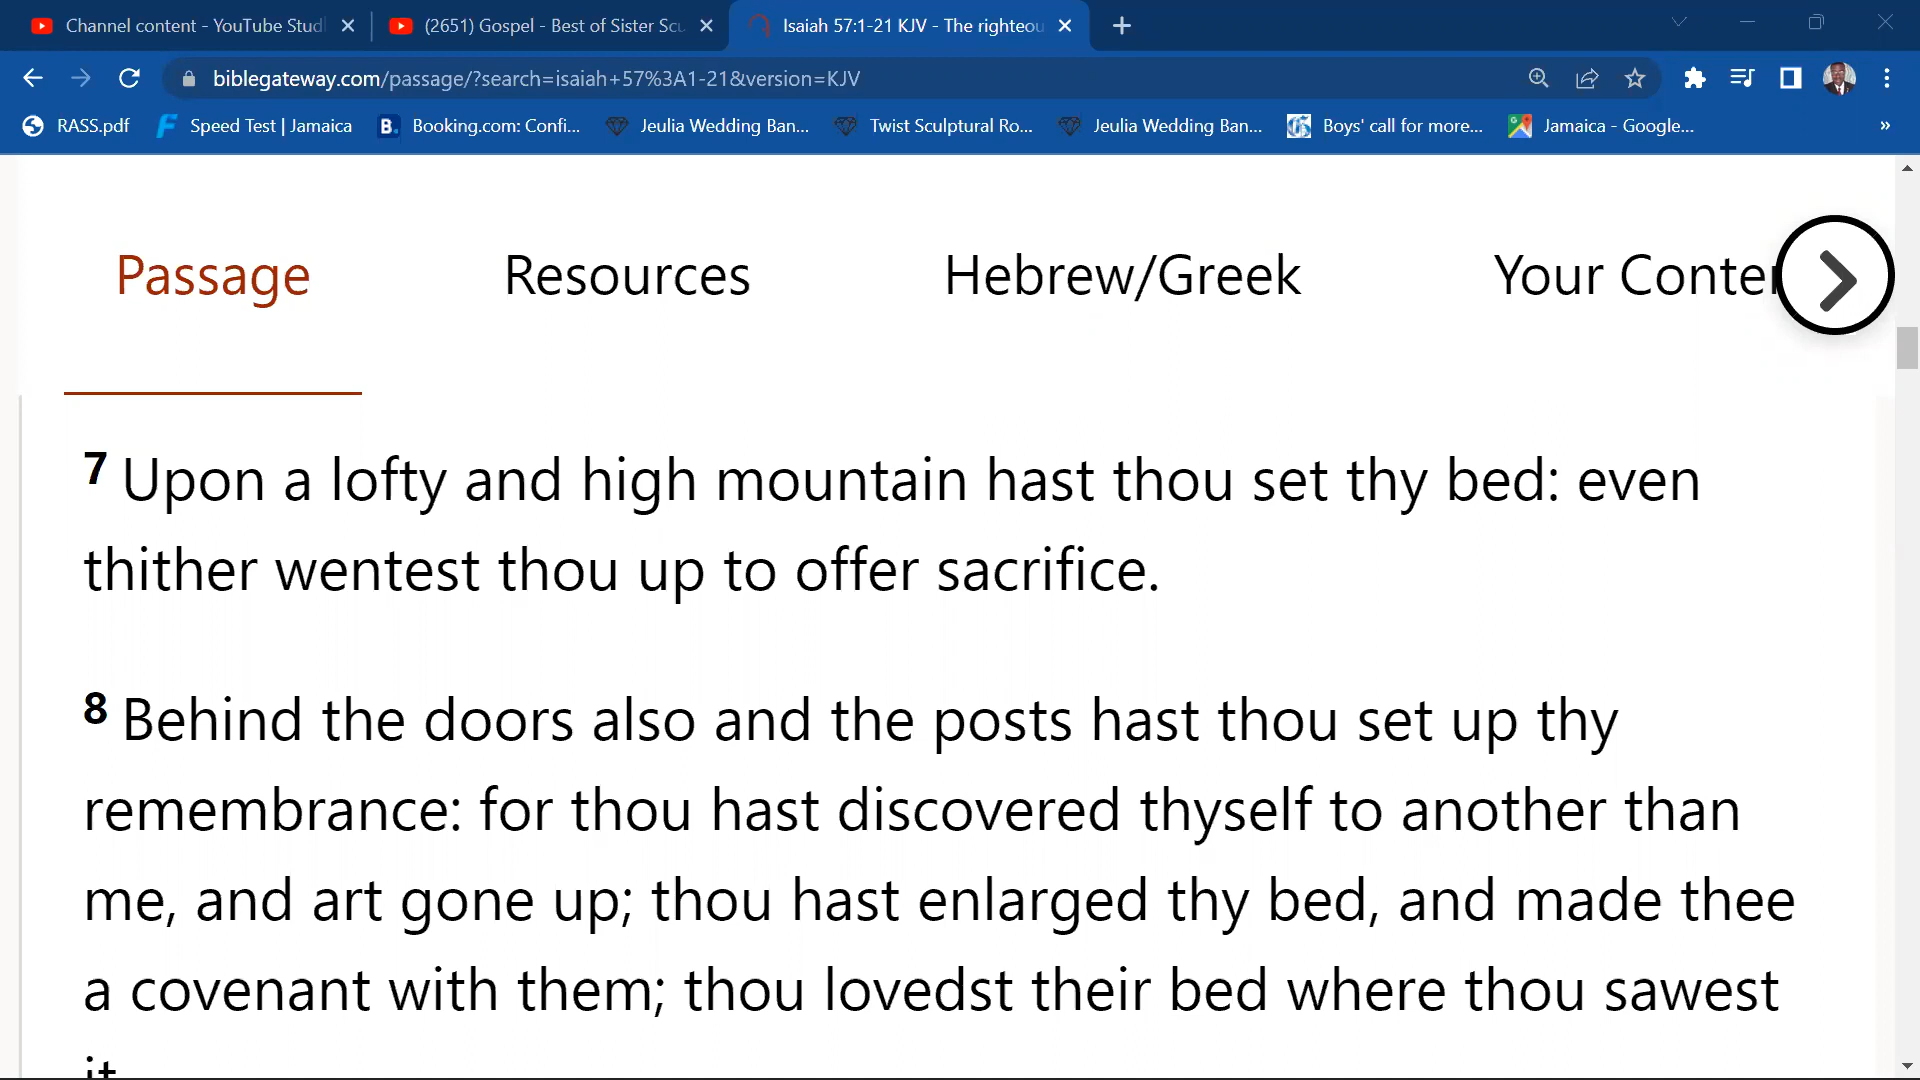 Channel content - YouTube Studi
(2651) Gospel - Best of Sister Scu
Isaiah 57:1-21 KJV - The righteou
biblegateway.com/passage/?search=isaiah+57%3A1-21&version=KJV
RASS.pdf
Speed Test | Jamaica
B.
Booking.com: Confi...
Jeulia Wedding Ban...
Twist Sculptural Ro...
Jeulia Wedding Ban...
Boys' call for more...
Jamaica - Google...
Passage
Resources
Hebrew/Greek
Your Conten
7 Upon a lofty and high mountain hast thou set thy bed: even
thither wentest thou up to offer sacrifice.
8 Behind the doors also and the posts hast thou set up thy
remembrance: for thou hast discovered thyself to another than
me, and art gone up; thou hast enlarged thy bed, and made thee
a covenant with them; thou lovedst their bed where thou sawest
it